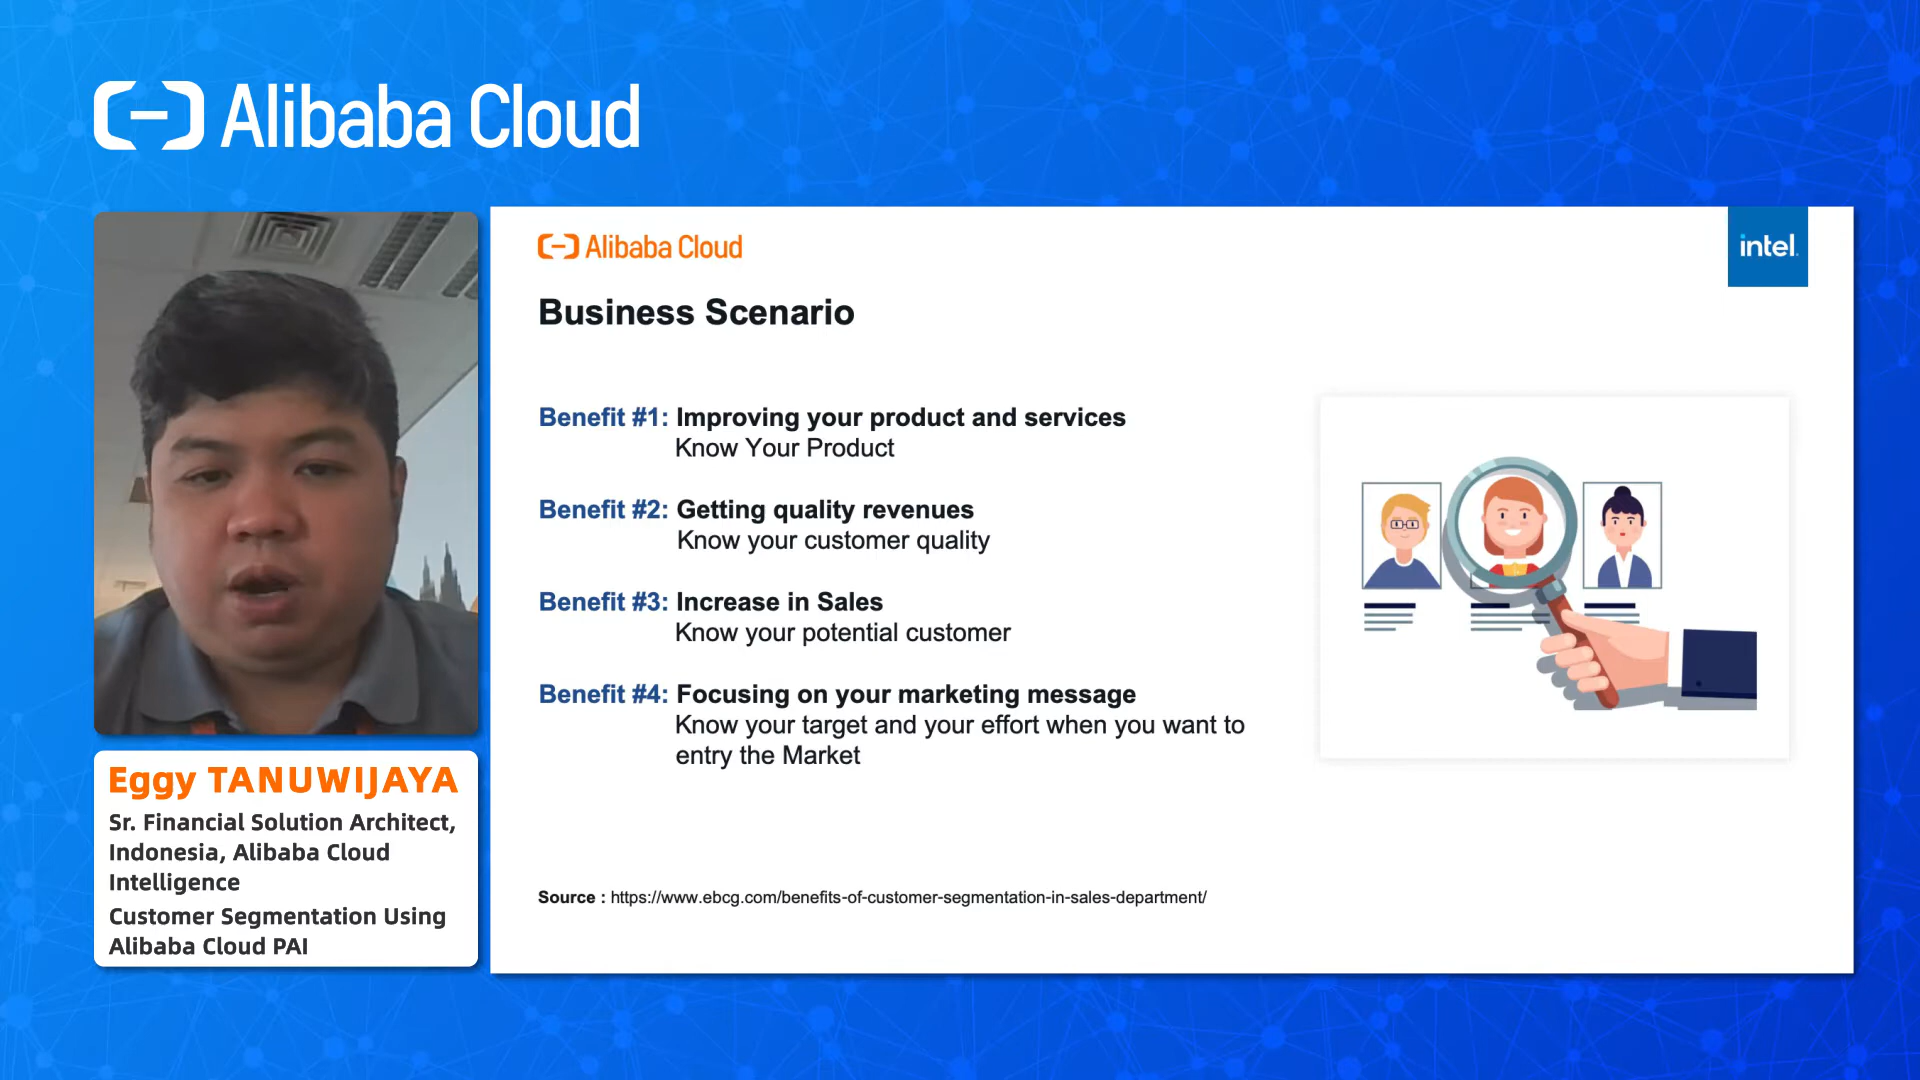 Alibaba Cloud
Alibaba Cloud
intel.
Business Scenario
Benefit #1: Improving your product and services
Know Your Product
Benefit #2: Getting quality revenues
Know your customer quality
Benefit #3: Increase in Sales
Know your potential customer
Benefit #4: Focusing on your marketing message
Know your target and your effort when you want to
entry the Market
Source : https://www.ebcg.com/benefits-of-customer-segmentation-in-sales-department/
Eggy TANUWIJAYA
Sr. Financial Solution Architect,
Indonesia, Alibaba Cloud
Intelligence
Customer Segmentation Using
Alibaba Cloud PAI